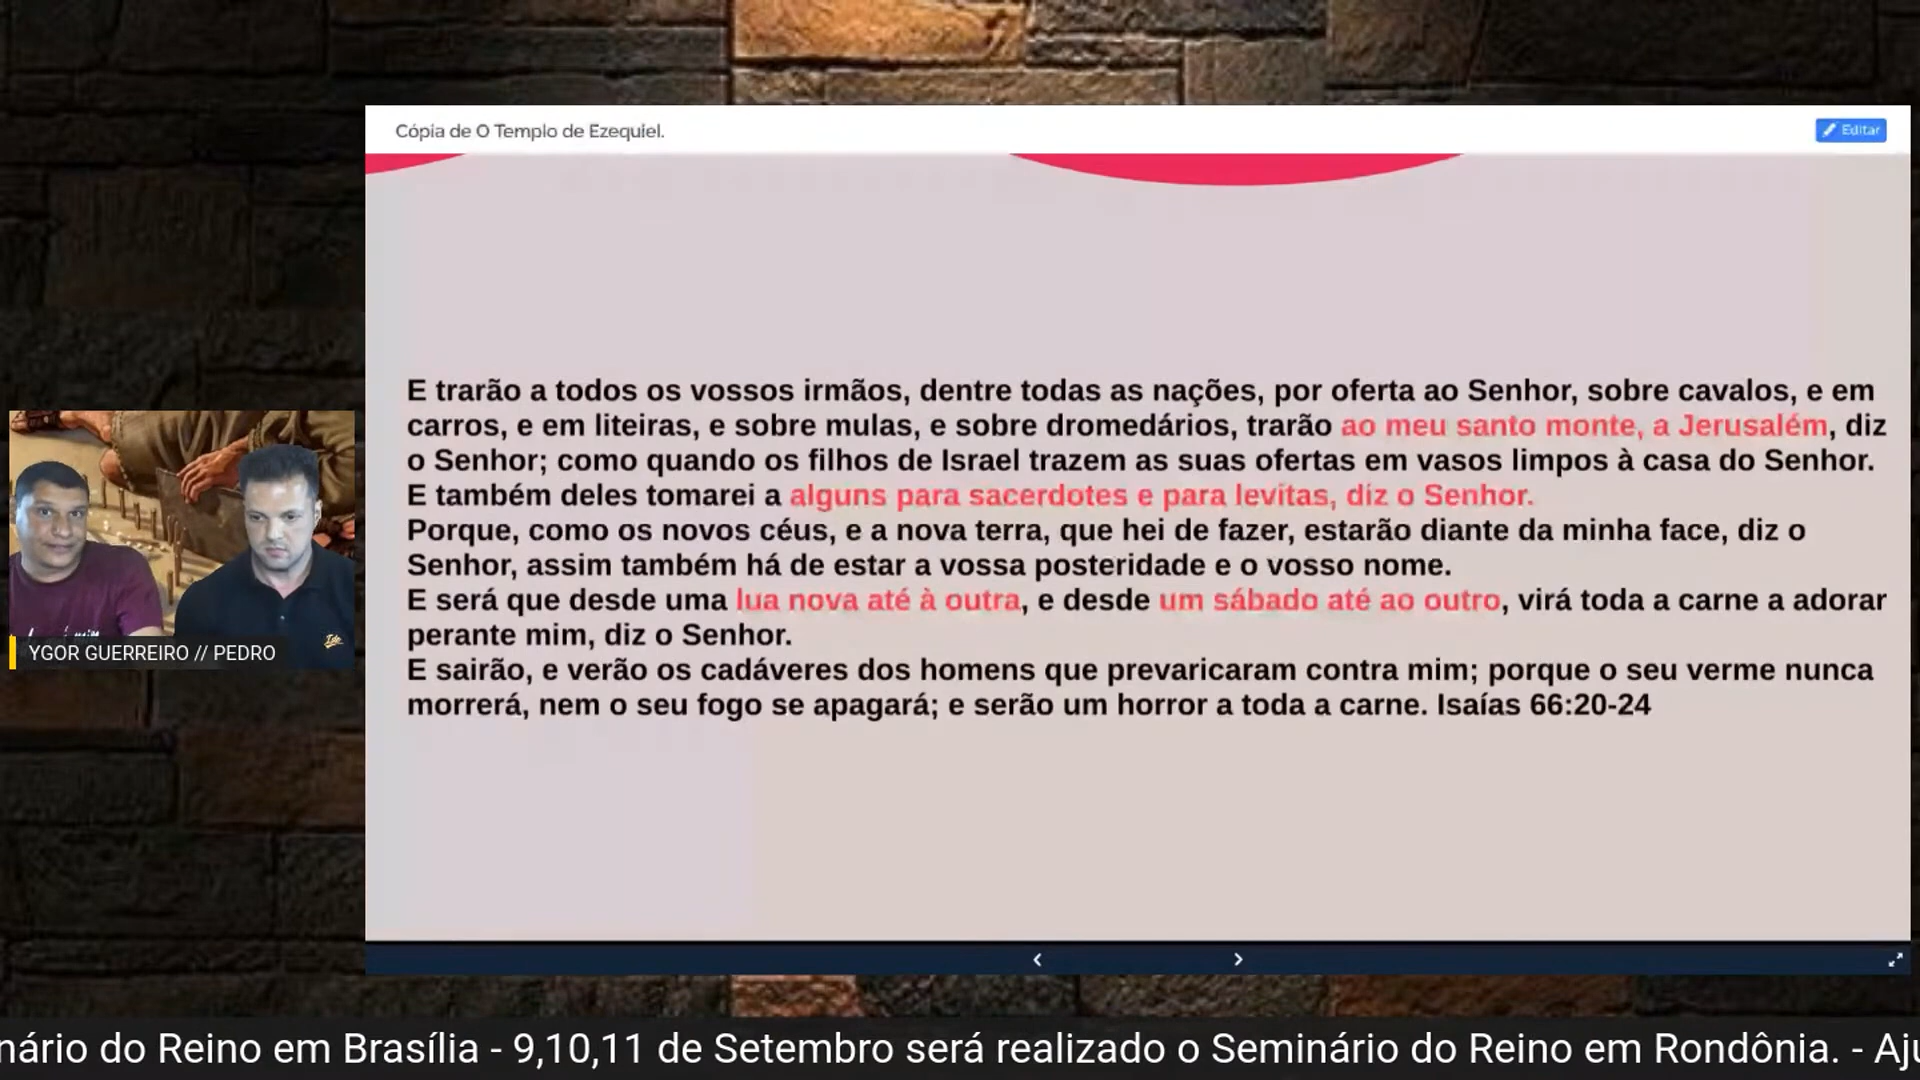 Cópia de O Templo de Ezequiel.
Editar
E trarão a todos os vossos irmãos, dentre todas as nações, por oferta ao Senhor, sobre cavalos, e em
carros, e em liteiras, e sobre mulas, e sobre dromedários, trarão ao meu santo monte, a Jerusalém, diz
o Senhor; como quando os filhos de Israel trazem as suas ofertas em vasos limpos à casa do Senhor.
E também deles tomarei a alguns para sacerdotes e para levitas, diz o Senhor.
Porque, como os novos céus, e a nova terra, que hei de fazer, estarão diante da minha face, diz o
Senhor, assim também há de estar a vossa posteridade e o vosso nome.
E será que desde uma lua nova até à outra, e desde um sábado até ao outro, virá toda a carne a adorar
perante mim, diz o Senhor.
E sairão, e verão os cadáveres dos homens que prevaricaram contra mim; porque o seu verme nunca
morrerá, nem o seu fogo se apagará; e serão um horror a toda a carne. Isaías 66:20-24
YGOR GUERREIRO // PEDRO
nário do Reino em Brasília - 9,10,11 de Setembro será realizado o Seminário do Reino em Rondônia. - Aju